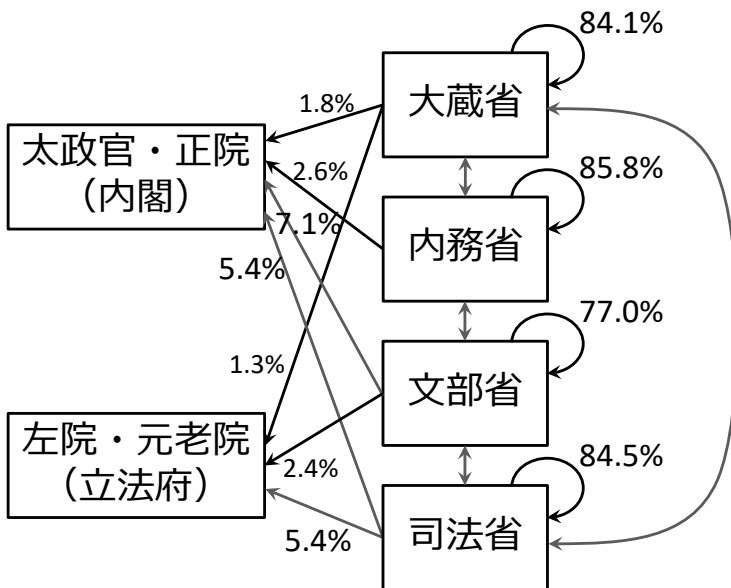 84.1%
大蔵省
1.8%
太政官・正院
（内閣）
2.6%
85.8%
内務省
7.1%
5.4%
77.0%
文部省
1.3%
左院・元老院
（立法府）
2.4%
84.5%
司法省
5.4%